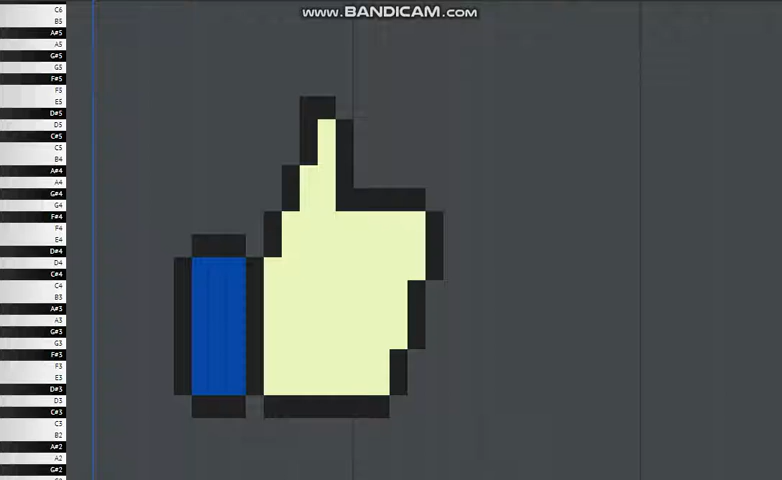 www.BANDICAM.com
C6
B5
A#5
A5
G#5
G5
F#5
F5
E5
D#5
D5
C#5
C5
B4
A#4
A4
G#4
G4
F#4
F4
E4
D#4
D4
C#4
C4
B3
A#3
A3
G#3
G3
F#3
F3
E3
D#3
D3
C#3
C3
B2
A#2
A2
G#2